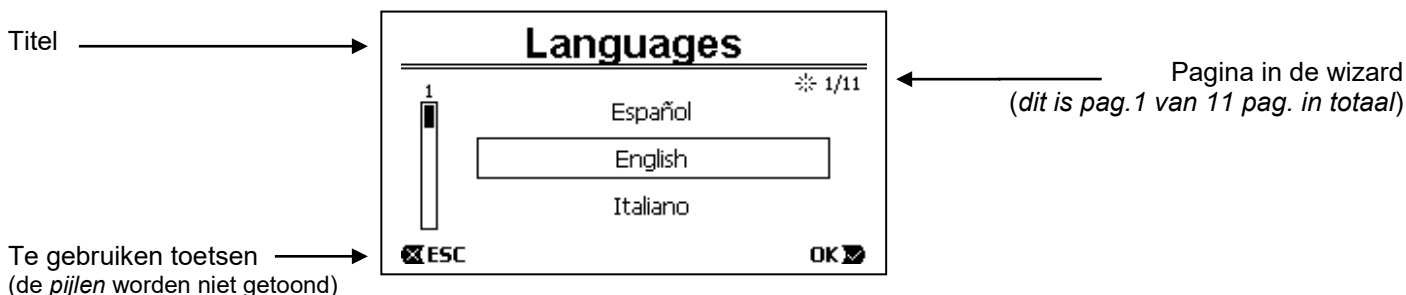 Titel
Languages
1/11
1
Español
English
Italiano
ESC
OK
Pagina in de wizard
(dit is pag.1 van 11 pag. in totaal)
Te gebruiken toetsen
(de pijlen worden niet getoond)